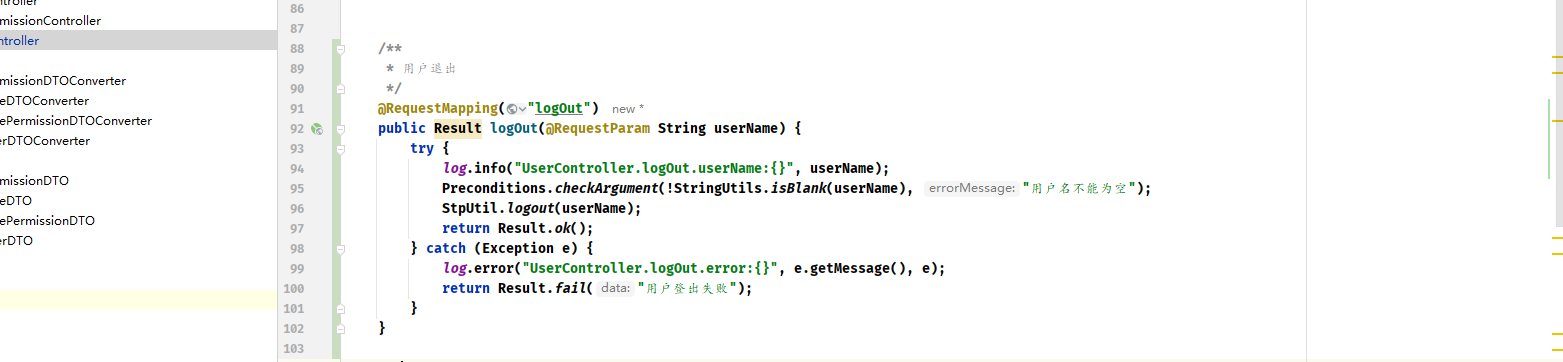 ntroller
missionController
ntroller
missionDTOConverter
eDTOConverter
ePermissionDTOConverter
erDTOConverter
missionDTO
eDTO
ePermissionDTO
erDTO
86
87
88 /**
89 * 用户退出
90 */
91 @RequestMapping("logOut") new *
92 public Result logOut(@RequestParam String userName) {
93 try {
94 log.info("UserController.logOut.userName:{}", userName);
95 Preconditions.checkArgument(!StringUtils.isBlank(userName), errorMessage: "用户名不能为空");
96 StpUtil.logout(userName);
97 return Result.ok();
98 } catch (Exception e) {
99 log.error("UserController.logOut.error:{}", e.getMessage(), e);
100 return Result.fail( data: "用户登出失败");
101 }
102 }
103